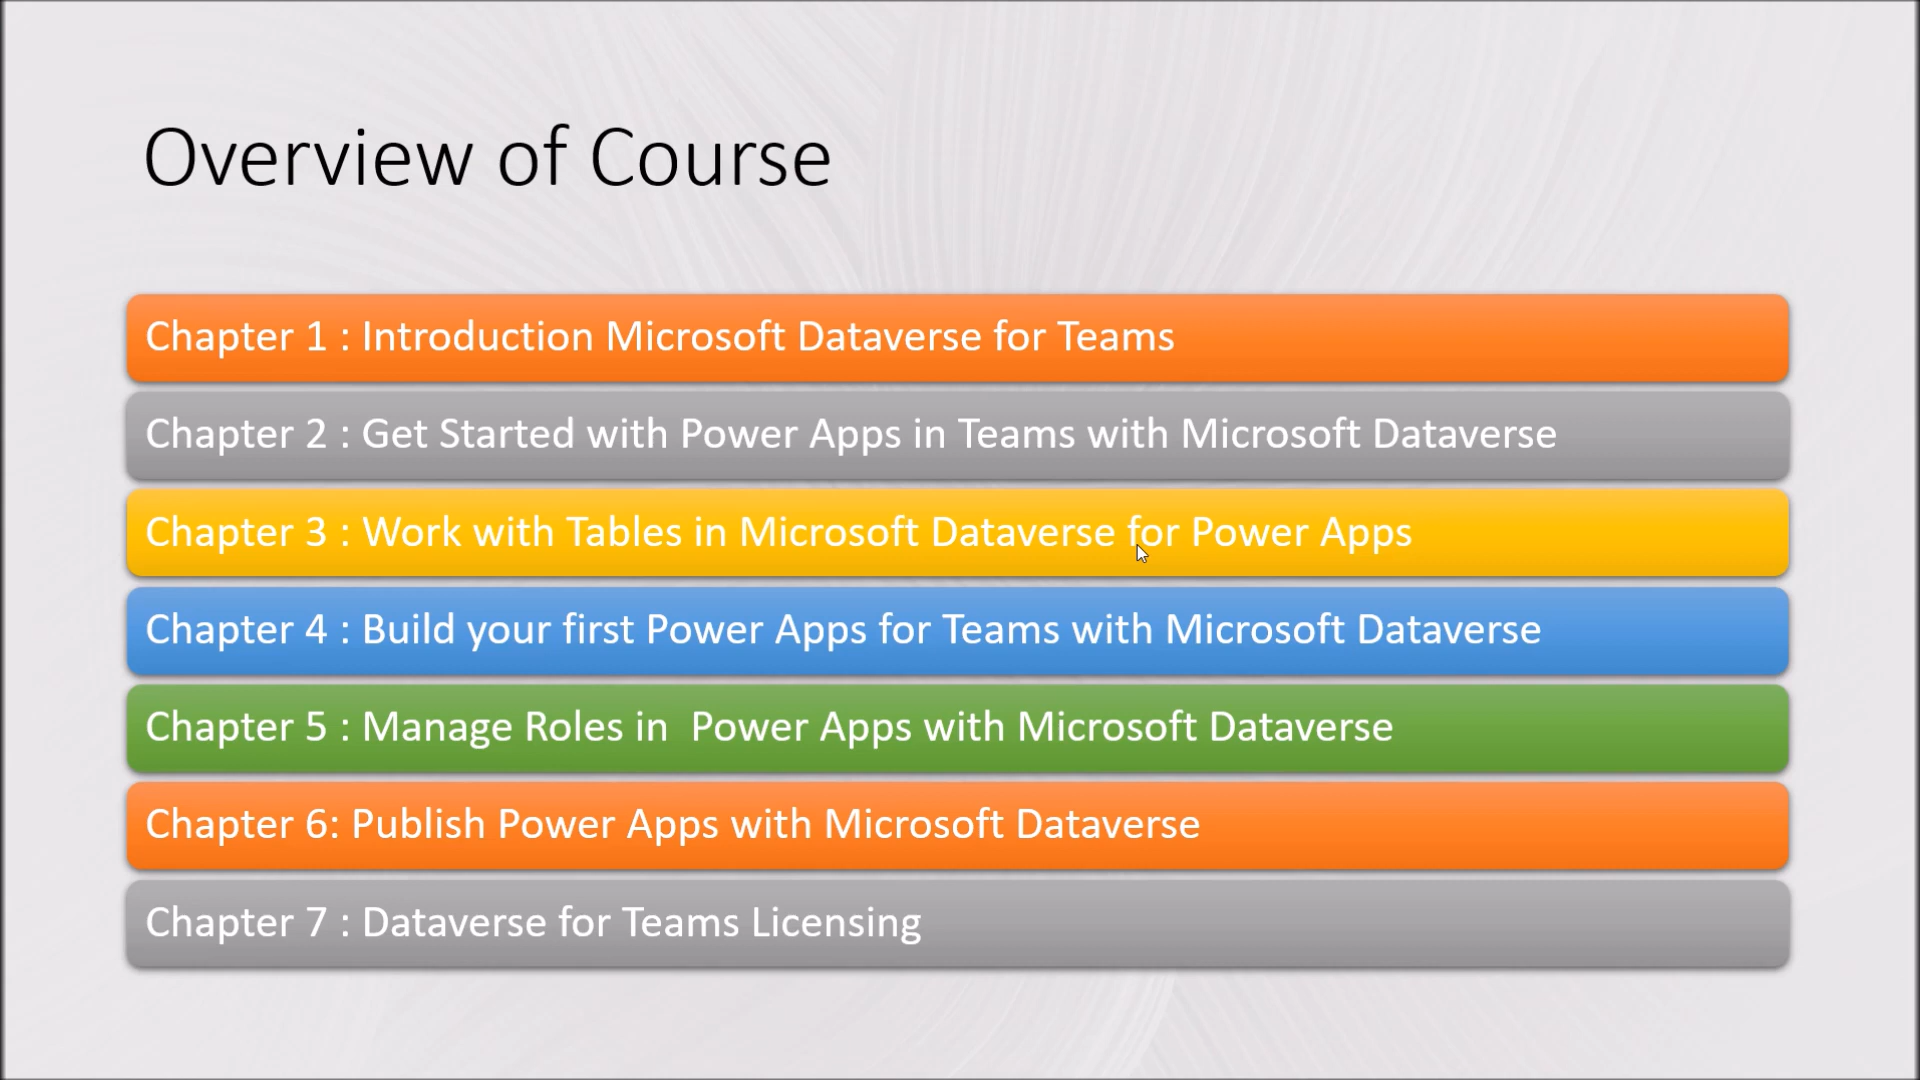 Overview of Course
Chapter 1 : Introduction Microsoft Dataverse for Teams
Chapter 2 : Get Started with Power Apps in Teams with Microsoft Dataverse
Chapter 3 : Work with Tables in Microsoft Dataverse for Power Apps
Chapter 4 : Build your first Power Apps for Teams with Microsoft Dataverse
Chapter 5 : Manage Roles in  Power Apps with Microsoft Dataverse
Chapter 6: Publish Power Apps with Microsoft Dataverse
Chapter 7 : Dataverse for Teams Licensing